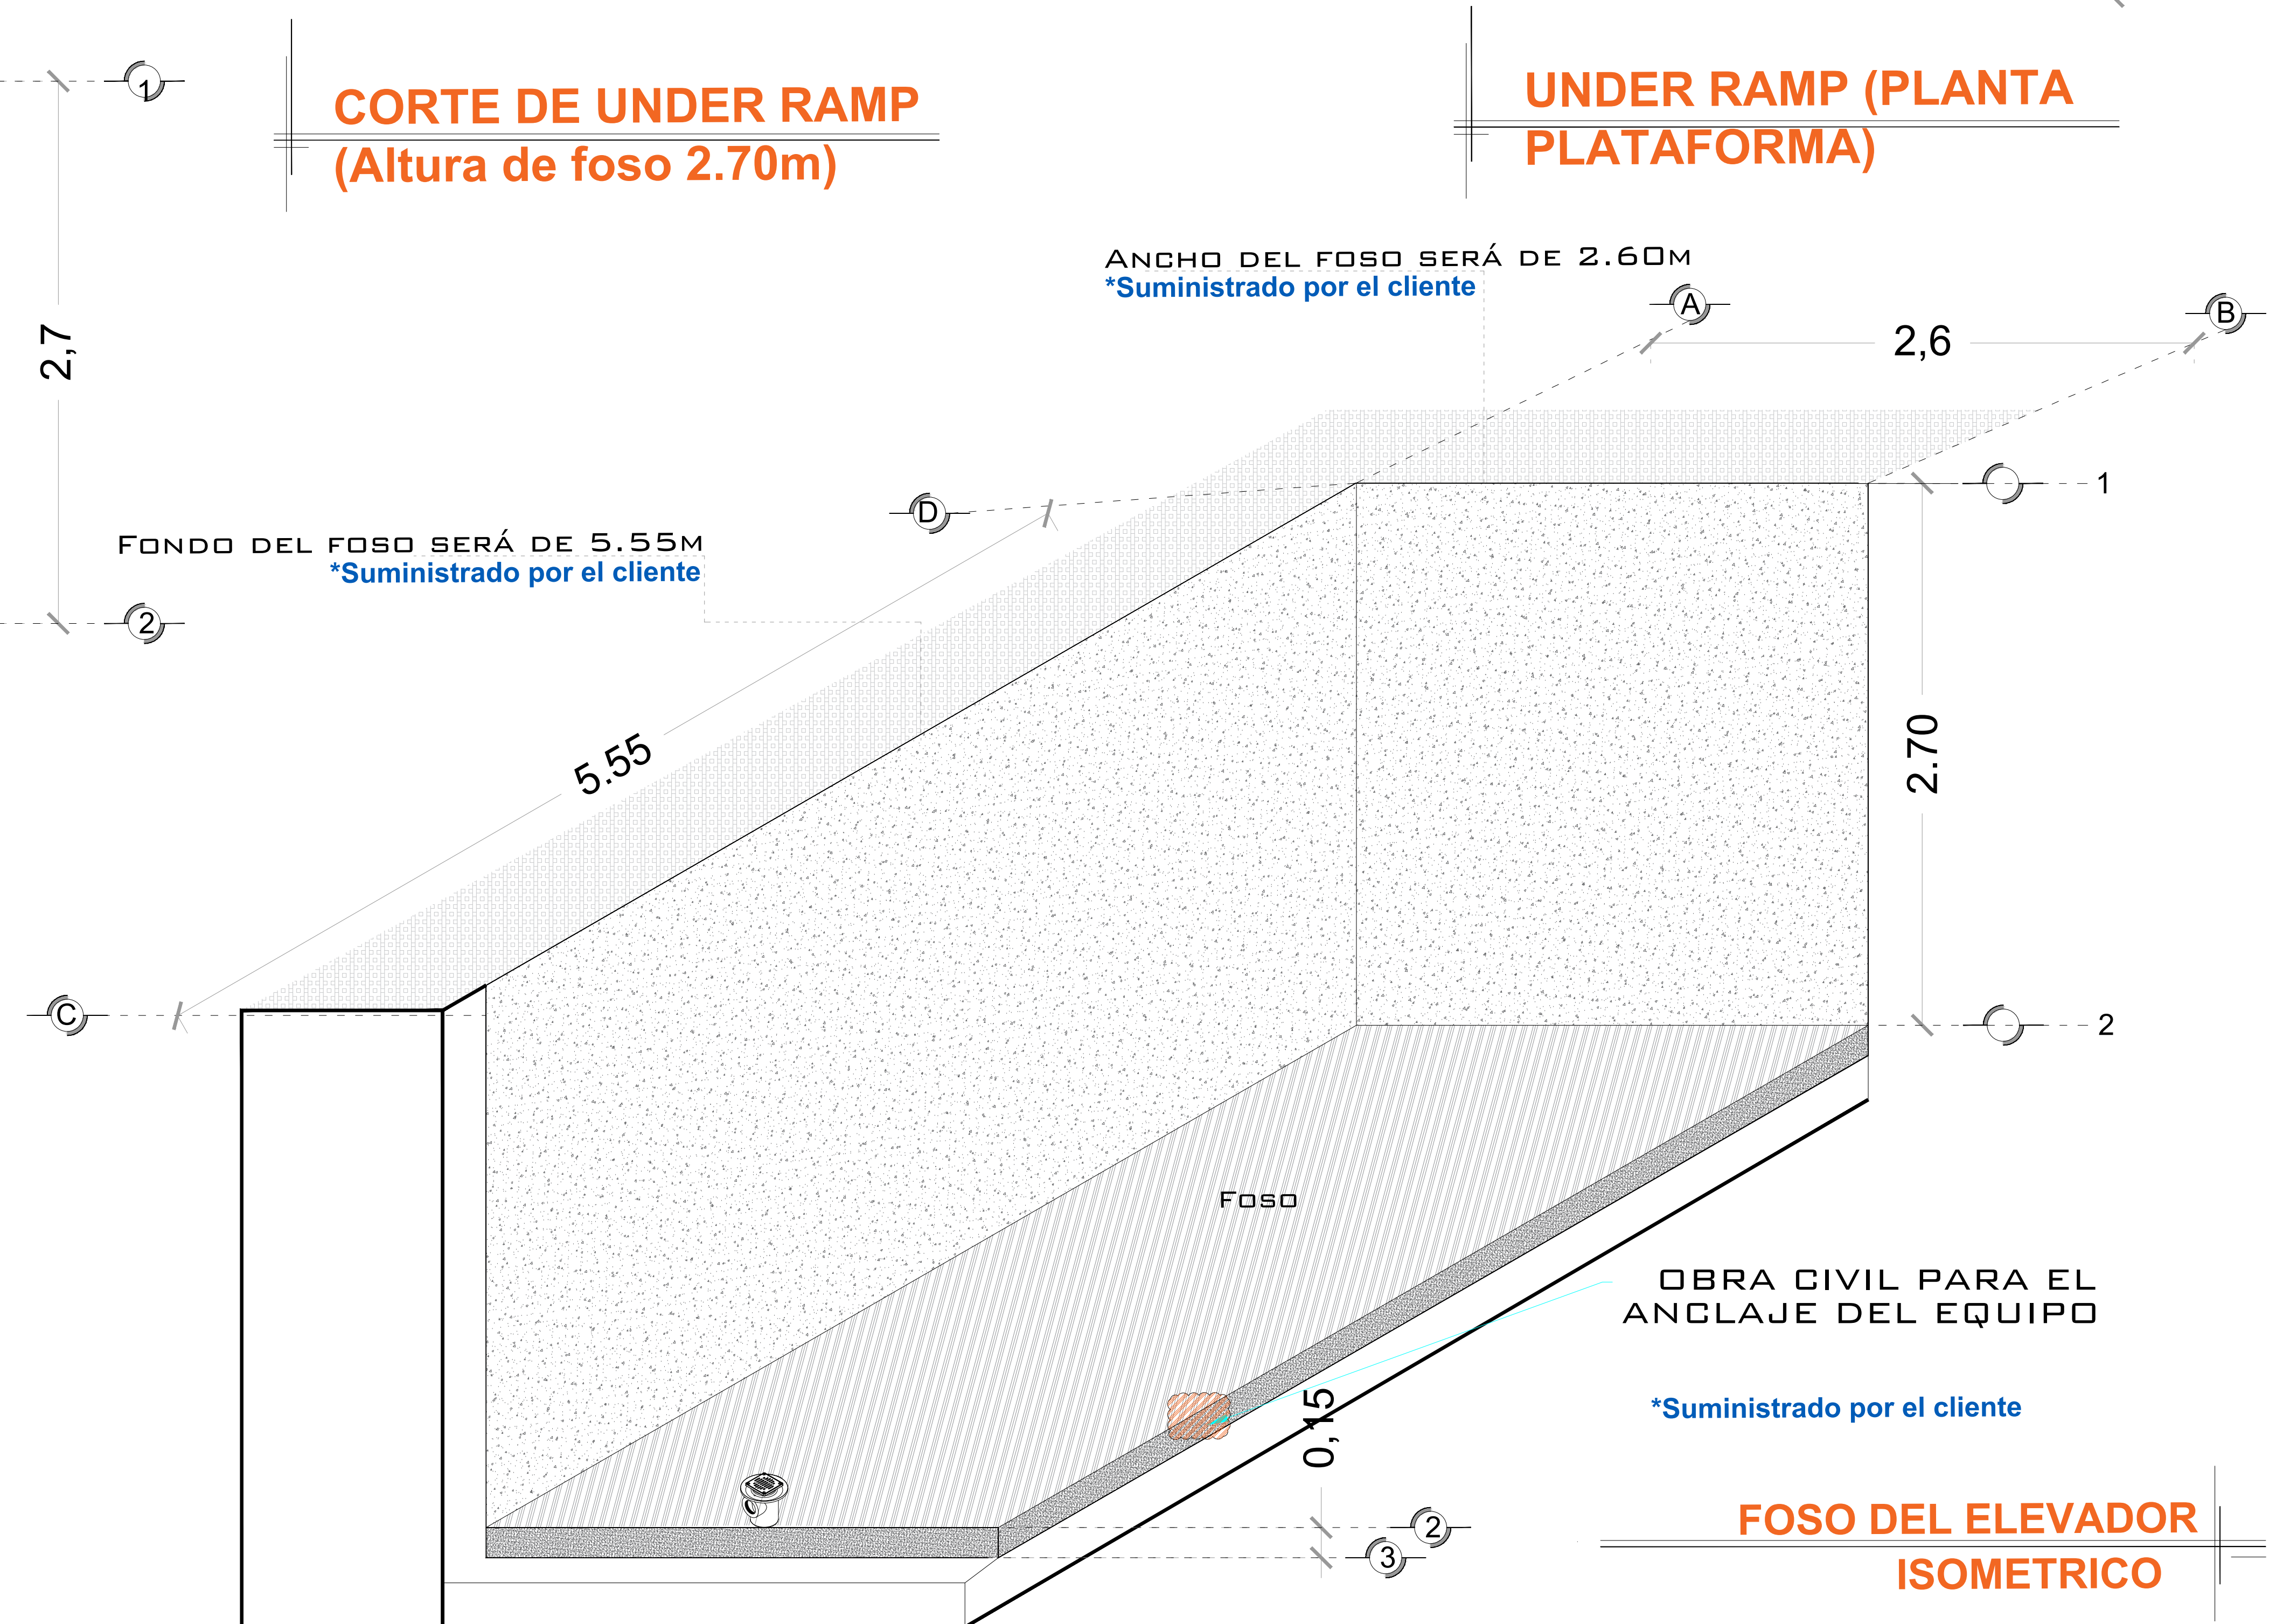 1
CORTE DE UNDER RAMP
(Altura de foso 2.70m)
UNDER RAMP (PLANTA
PLATAFORMA)
2,7
2
ANCHO DEL FOSO SERÁ DE 2.60M
*Suministrado por el cliente
A
B
2,6
D
1
FONDO DEL FOSO SERÁ DE 5.55M
*Suministrado por el cliente
5.55
2.70
C
2
FOSO
OBRA CIVIL PARA EL
ANCLAJE DEL EQUIPO
*Suministrado por el cliente
0,15
2
3
FOSO DEL ELEVADOR
ISOMETRICO